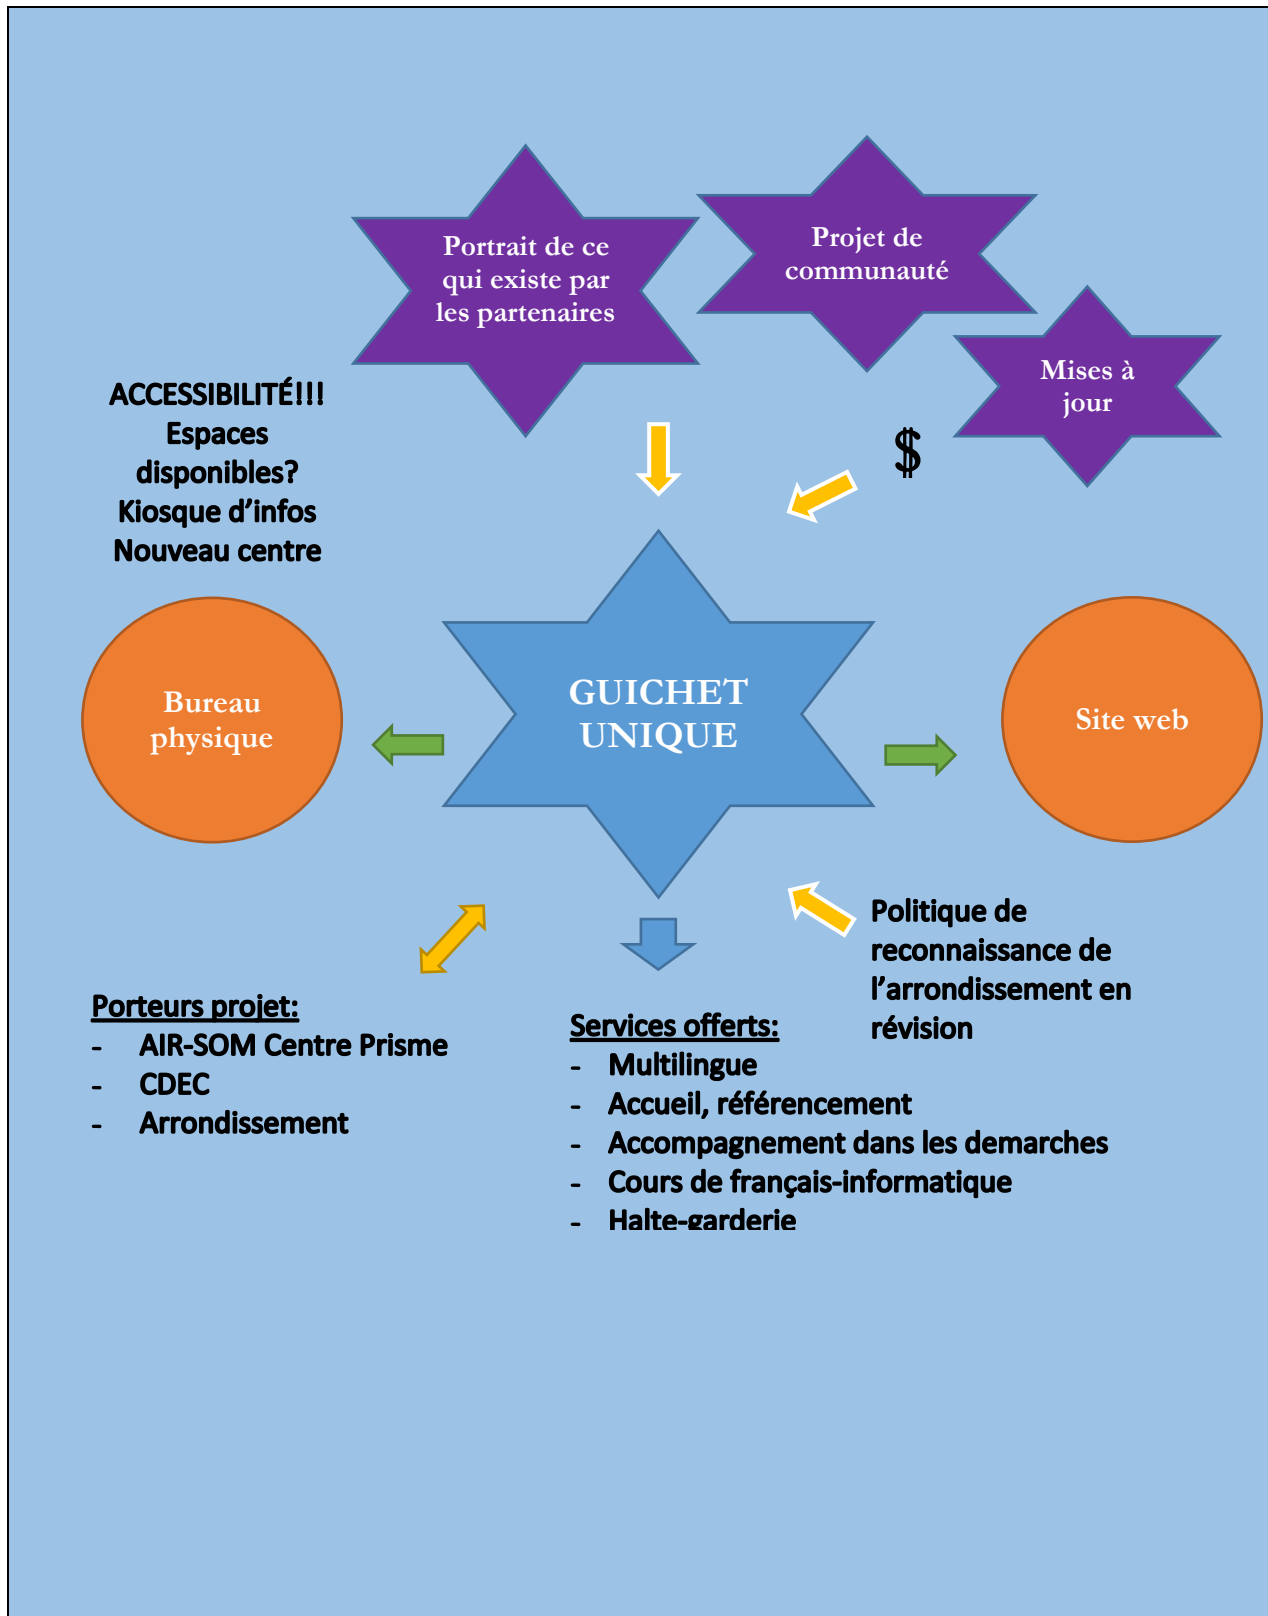 Portrait de ce
qui existe par
les partenaires
Projet de
communauté
Mises à
jour
ACCESSIBILITÉ!!!
Espaces
disponibles?
Kiosque d'infos
Nouveau centre
$
Bureau
physique
GUICHET
UNIQUE
Site web
Politique de
reconnaissance de
l'arrondissement en
révision
Porteurs projet:
- AIR-SOM Centre Prisme
- CDEC
- Arrondissement
Services offerts:
- Multilingue
- Accueil, référencement
- Accompagnement dans les demarches
- Cours de français-informatique
- Halte-garderie